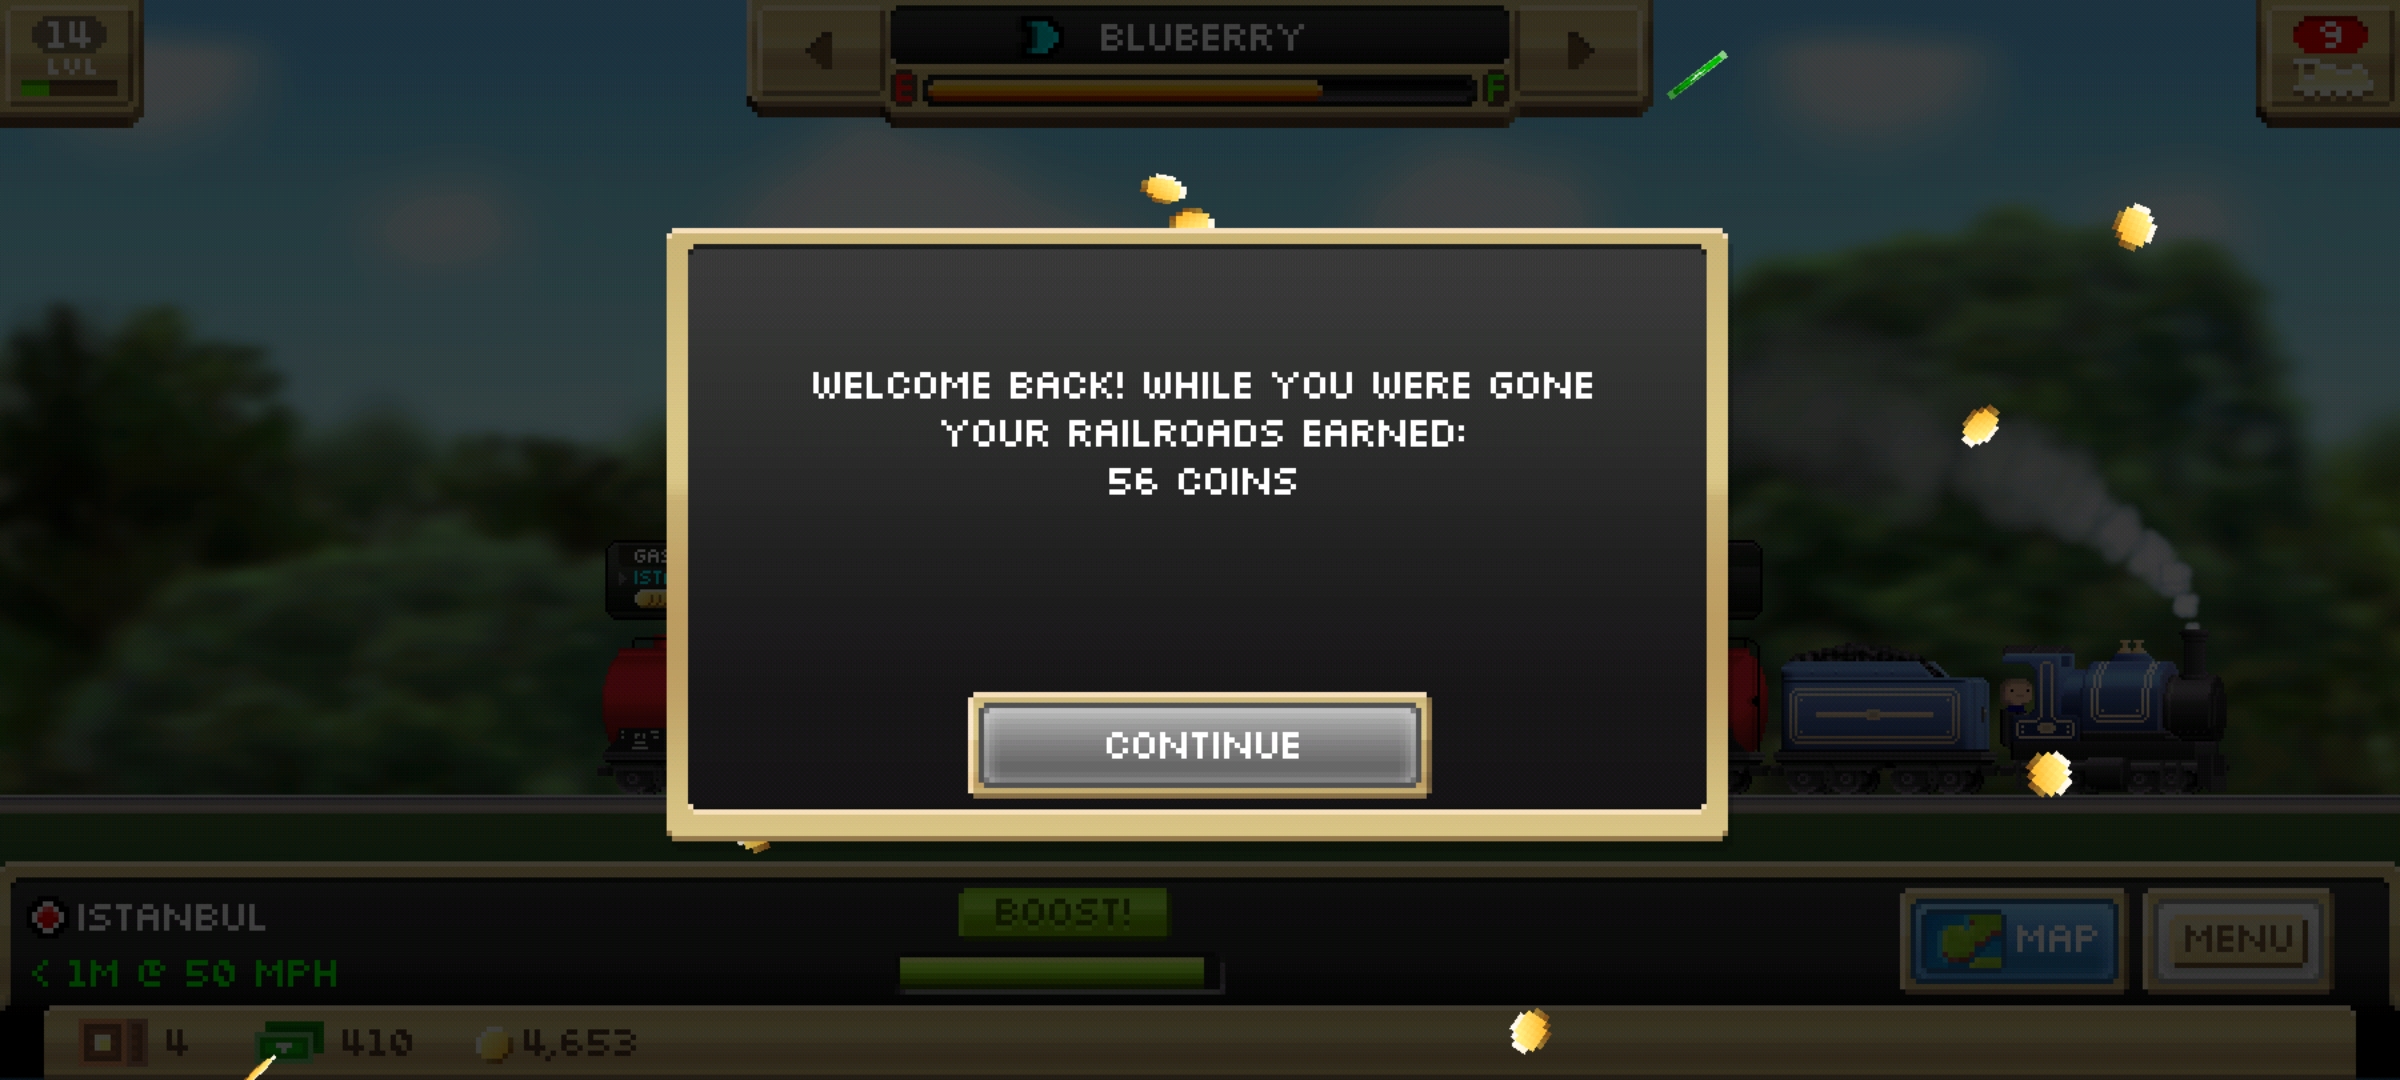 14
LVL
BLUBERRY
E
F
9
WELCOME BACK! WHILE YOU WERE GONE
YOUR RAILROADS EARNED:
56 COINS
CONTINUE
ISTANBUL
< 1M @ 50 MPH
BOOST!
MAP
MENU
4
410
4,653